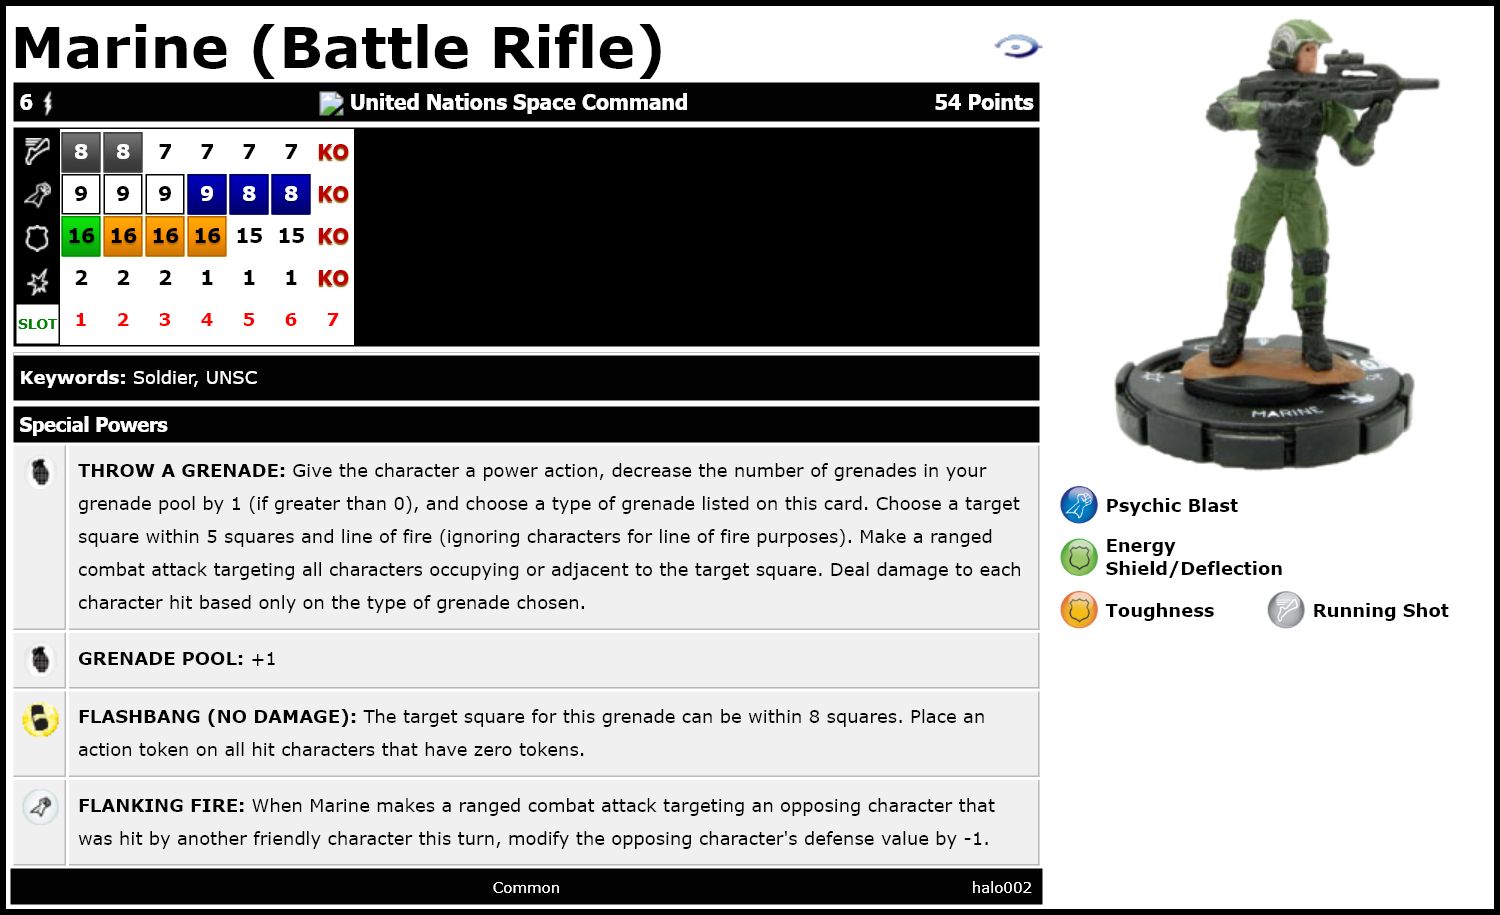 Marine (Battle Rifle)
6 United Nations Space Command 54 Points
8 8 7 7 7 7 KO
9 9 9 9 8 8 KO
16 16 16 16 15 15 KO
2 2 2 1 1 1 KO
SLOT 1 2 3 4 5 6 7
Keywords: Soldier, UNSC
Special Powers
THROW A GRENADE: Give the character a power action, decrease the number of grenades in your
grenade pool by 1 (if greater than 0), and choose a type of grenade listed on this card. Choose a target
square within 5 squares and line of fire (ignoring characters for line of fire purposes). Make a ranged
combat attack targeting all characters occupying or adjacent to the target square. Deal damage to each
character hit based only on the type of grenade chosen.
GRENADE POOL: +1
FLASHBANG (NO DAMAGE): The target square for this grenade can be within 8 squares. Place an
action token on all hit characters that have zero tokens.
FLANKING FIRE: When Marine makes a ranged combat attack targeting an opposing character that
was hit by another friendly character this turn, modify the opposing character's defense value by -1.
Common halo002
MARINE
Psychic Blast
Energy
Shield/Deflection
Toughness Running Shot